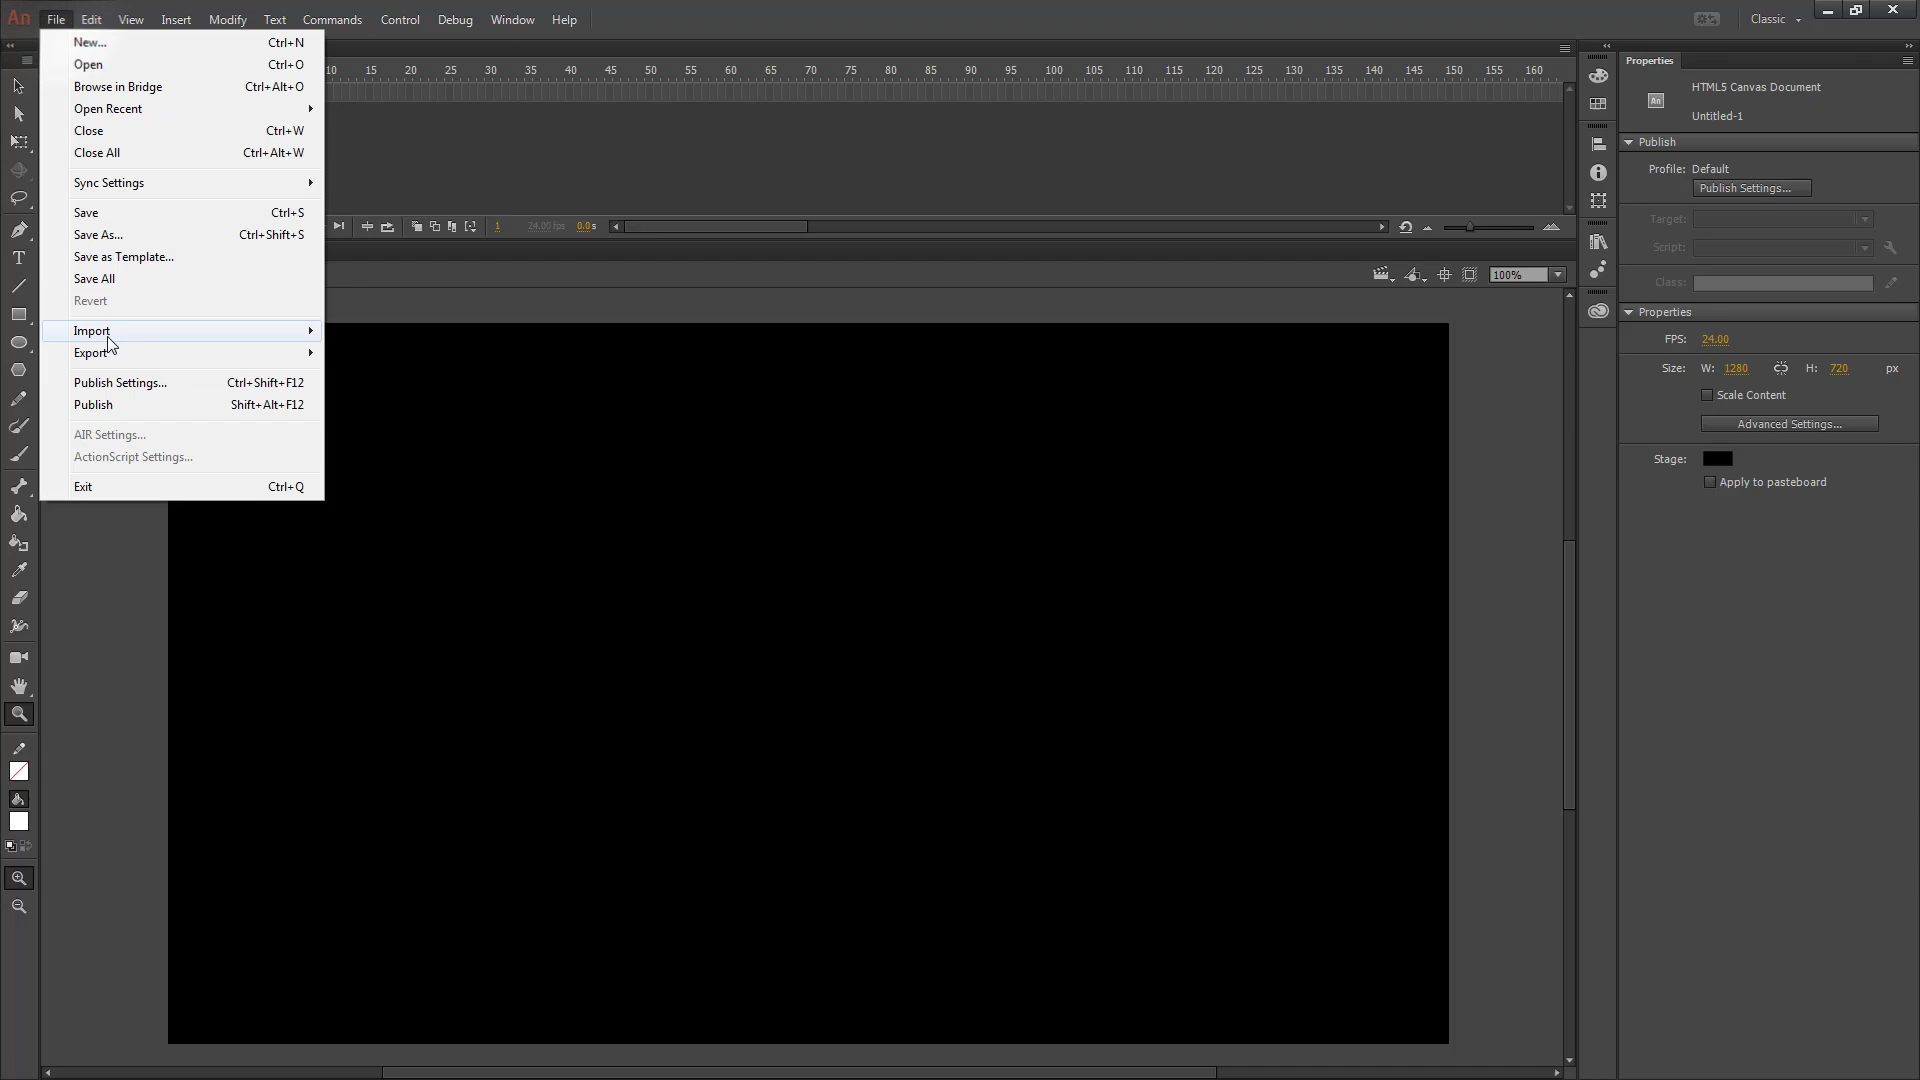 An File Edit View Insert Modify Text Commands Control Debug Window Help Classic
New... Ctrl+N
Open Ctrl+O
Browse in Bridge Ctrl+Alt+O
Open Recent
Close Ctrl+W
Close All Ctrl+Alt+W
Sync Settings
Save Ctrl+S
Save As... Ctrl+Shift+S
Save as Template...
Save All
Revert
Import
Export
Publish Settings... Ctrl+Shift+F12
Publish Shift+Alt+F12
AIR Settings...
ActionScript Settings...
Exit Ctrl+Q
10 15 20 25 30 35 40 45 50 55 60 65 70 75 80 85 90 95 100 105 110 115 120 125 130 135 140 145 150 155 160
1 24.00 fps 0.0s
100%
T
Properties
An HTML5 Canvas Document
Untitled-1
Publish
Profile: Default
Publish Settings...
Target:
Script:
Class:
Properties
FPS: 24.00
Size: W: 1280 H: 720 px
Scale Content
Advanced Settings...
Stage:
Apply to pasteboard